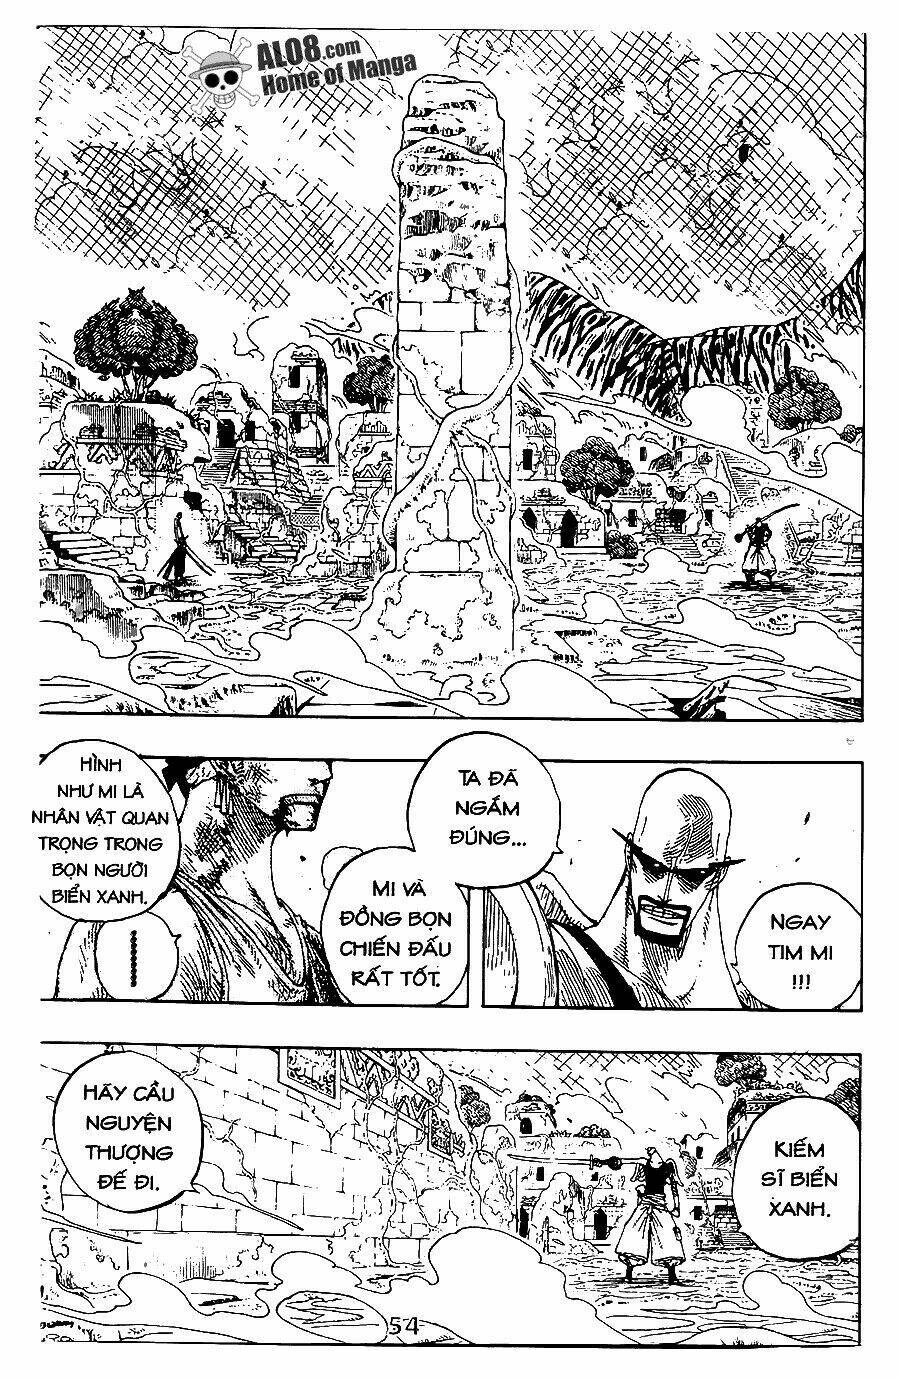 ALO8.com
Home of Manga
HÌNH
NHƯ MI LÀ
NHÂN VẬT QUAN
TRỌNG TRONG
BỌN NGƯỜI
BIỂN XANH.
MI VÀ
ĐỒNG BỌN
CHIẾN ĐẤU
RẤT TỐT.
TA ĐÃ
NGẮM
ĐÚNG...
NGAY
TIM MI
!!!
KIẾM
SĨ BIỂN
XANH.
HÃY CẦU
NGUYỆN
THƯỢNG
ĐẾ ĐI.
54